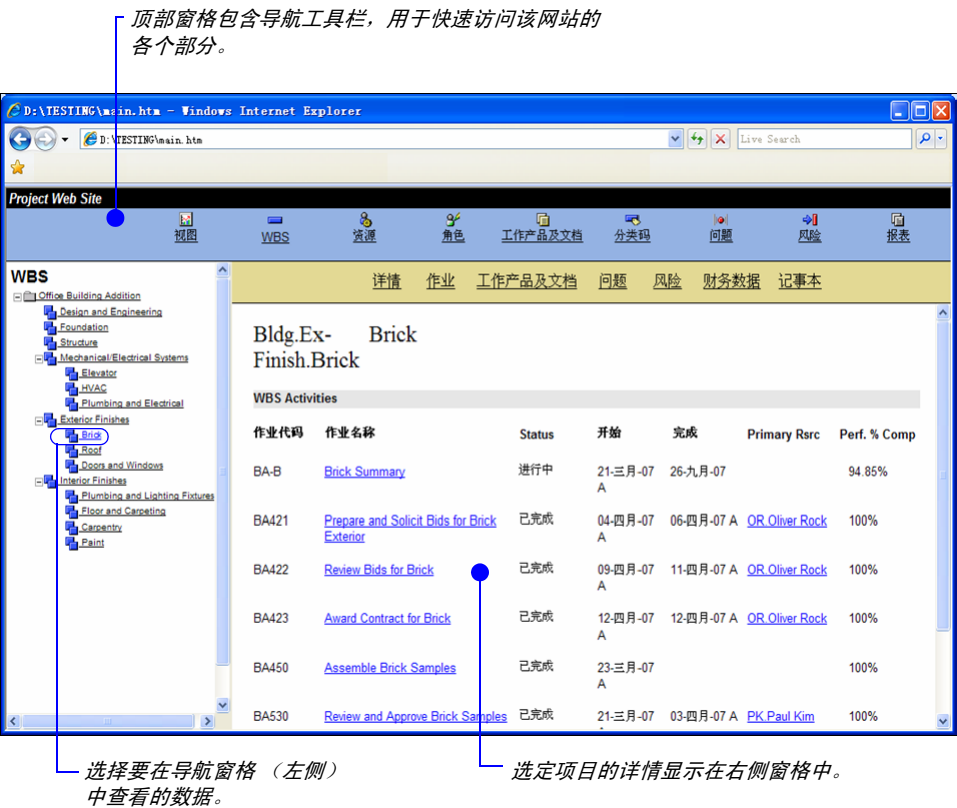 顶部窗格包含导航工具栏，用于快速访问该网站的
各个部分。
D:\TESTING\main.htm - Windows Internet Explorer
D:\TESTING\main.htm
Live Search
Project Web Site
视图 WBS 资源 角色 工作产品及文档 分类码 问题 风险 报表
WBS
Office Building Addition
Design and Engineering
Foundation
Structure
Mechanical/Electrical Systems
Elevator
HVAC
Plumbing and Electrical
Exterior Finishes
Brick
Roof
Doors and Windows
Interior Finishes
Plumbing and Lighting Fixtures
Floor and Carpeting
Carpentry
Paint
详情 作业 工作产品及文档 问题 风险 财务数据 记事本
Bldg.Ex- Brick
Finish.Brick
WBS Activities
作业代码 作业名称 Status 开始 完成 Primary Rsrc Perf. % Comp
BA-B Brick Summary 进行中 21-三月-07 26-九月-07 94.85%
A
BA421 Prepare and Solicit Bids for Brick 已完成 04-四月-07 06-四月-07 A OR.Oliver Rock 100%
Exterior A
BA422 Review Bids for Brick 已完成 09-四月-07 11-四月-07 A OR.Oliver Rock 100%
A
BA423 Award Contract for Brick 已完成 12-四月-07 12-四月-07 A OR.Oliver Rock 100%
A
BA450 Assemble Brick Samples 已完成 23-三月-07 100%
A
BA530 Review and Approve Brick Samples 已完成 21-三月-07 03-四月-07 A PK.Paul Kim 100%
选择要在导航窗格 （左侧）
中查看的数据。
选定项目的详情显示在右侧窗格中。